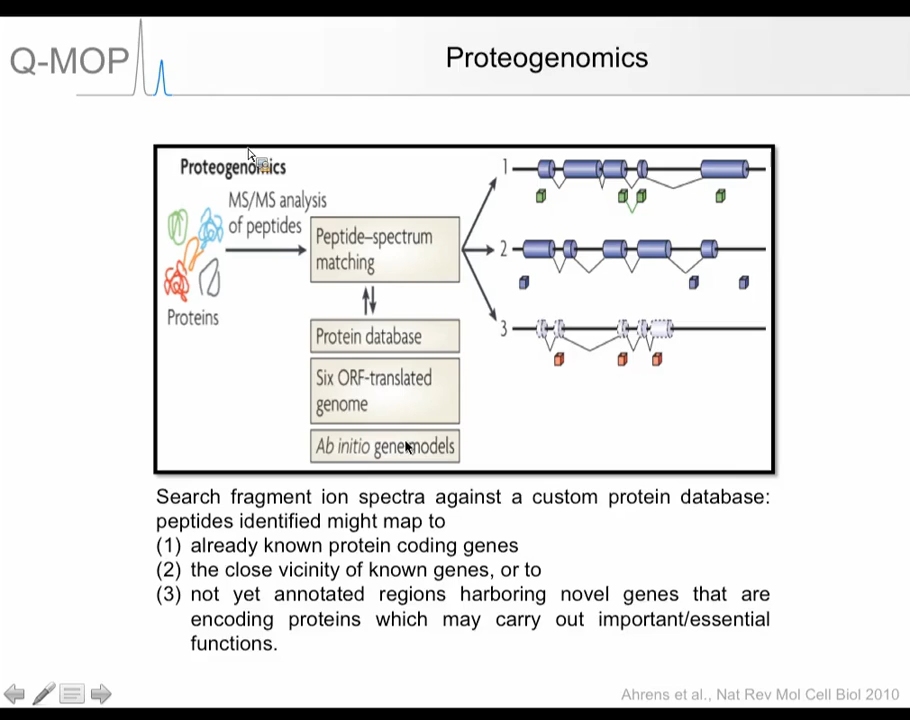 Q-MOP
Proteogenomics
Proteogenomics
MS/MS analysis
of peptides
Proteins
Peptide–spectrum
matching
Protein database
Six ORF-translated
genome
Ab initio gene models
1
2
3
Search fragment ion spectra against a custom protein database:
peptides identified might map to
(1) already known protein coding genes
(2) the close vicinity of known genes, or to
(3) not yet annotated regions harboring novel genes that are
encoding proteins which may carry out important/essential
functions.
Ahrens et al., Nat Rev Mol Cell Biol 2010